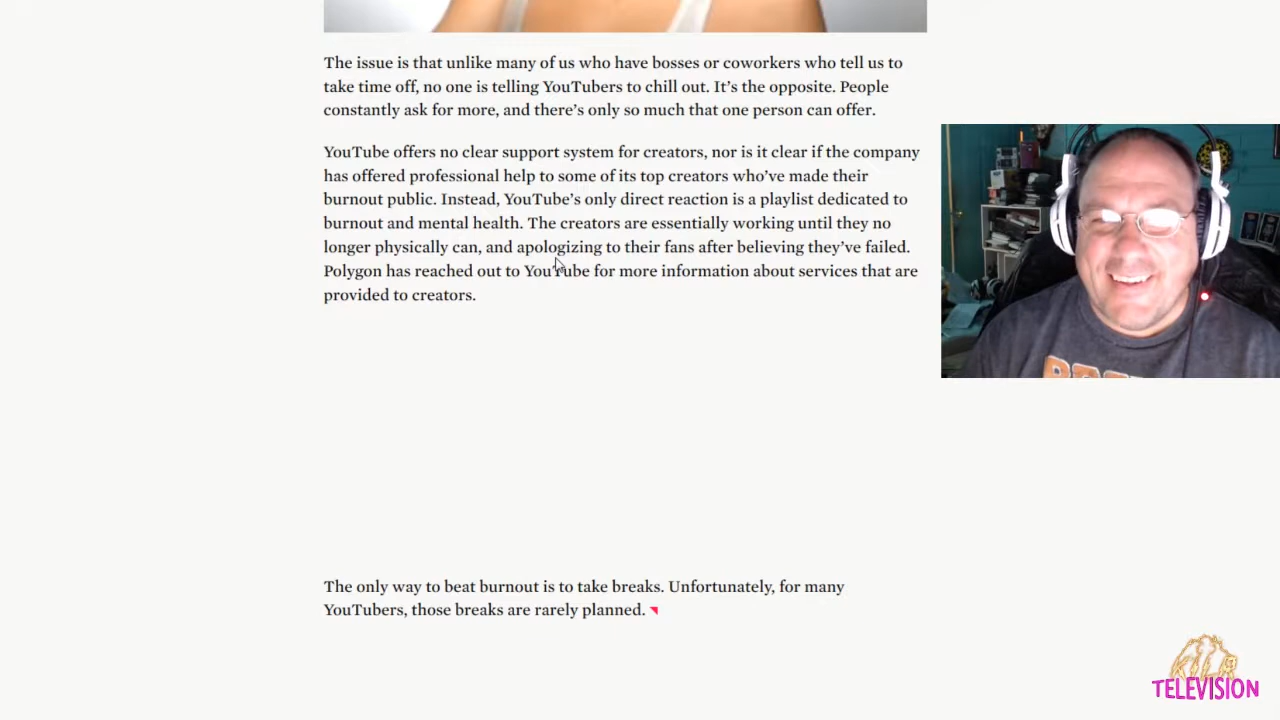 The issue is that unlike many of us who have bosses or coworkers who tell us to
take time off, no one is telling YouTubers to chill out. It’s the opposite. People
constantly ask for more, and there’s only so much that one person can offer.
YouTube offers no clear support system for creators, nor is it clear if the company
has offered professional help to some of its top creators who’ve made their
burnout public. Instead, YouTube’s only direct reaction is a playlist dedicated to
burnout and mental health. The creators are essentially working until they no
longer physically can, and apologizing to their fans after believing they’ve failed.
Polygon has reached out to YouTube for more information about services that are
provided to creators.
The only way to beat burnout is to take breaks. Unfortunately, for many
YouTubers, those breaks are rarely planned.
TELEVISION